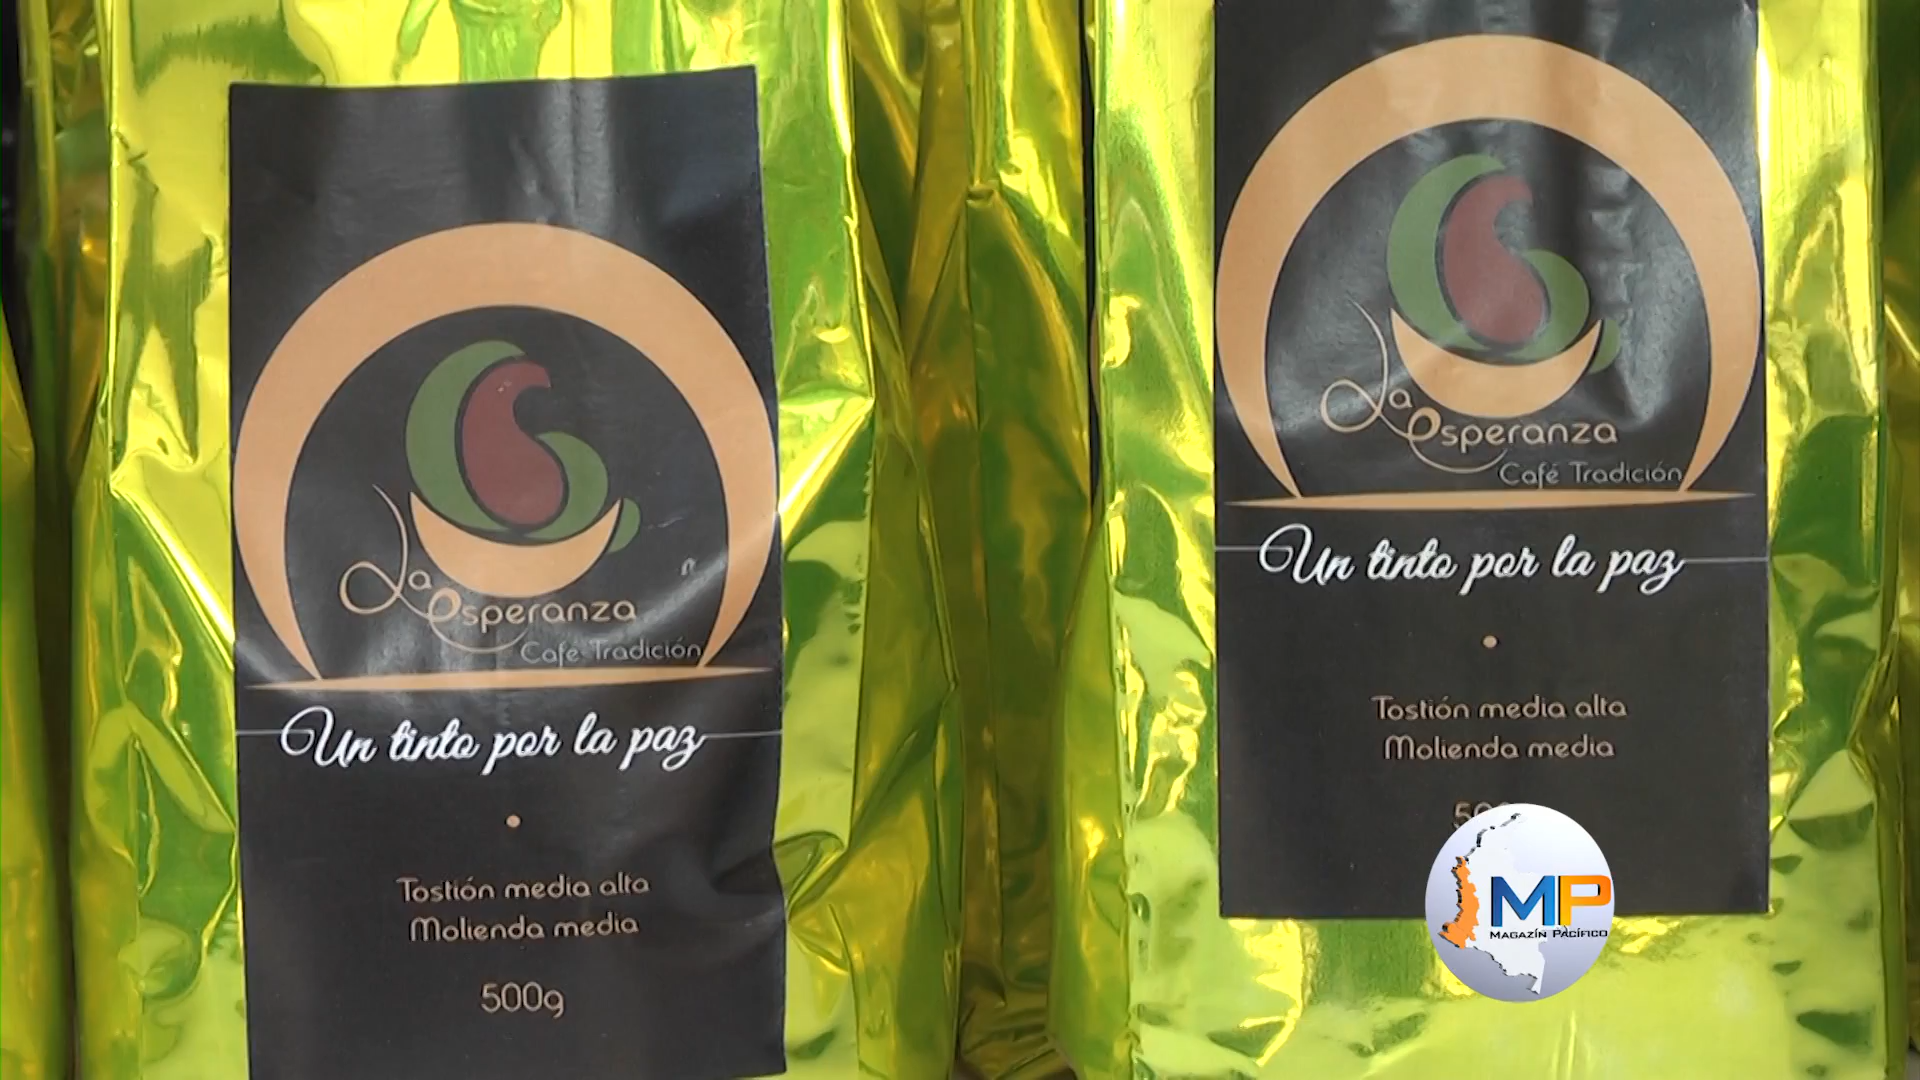 La
esperanza
Café Tradición
Un tinto por la paz
Tostión media alta
Molienda media
500g
La
esperanza
Café Tradición
Un tinto por la paz
Tostión media alta
Molienda media
MP
MAGAZÍN PACÍFICO